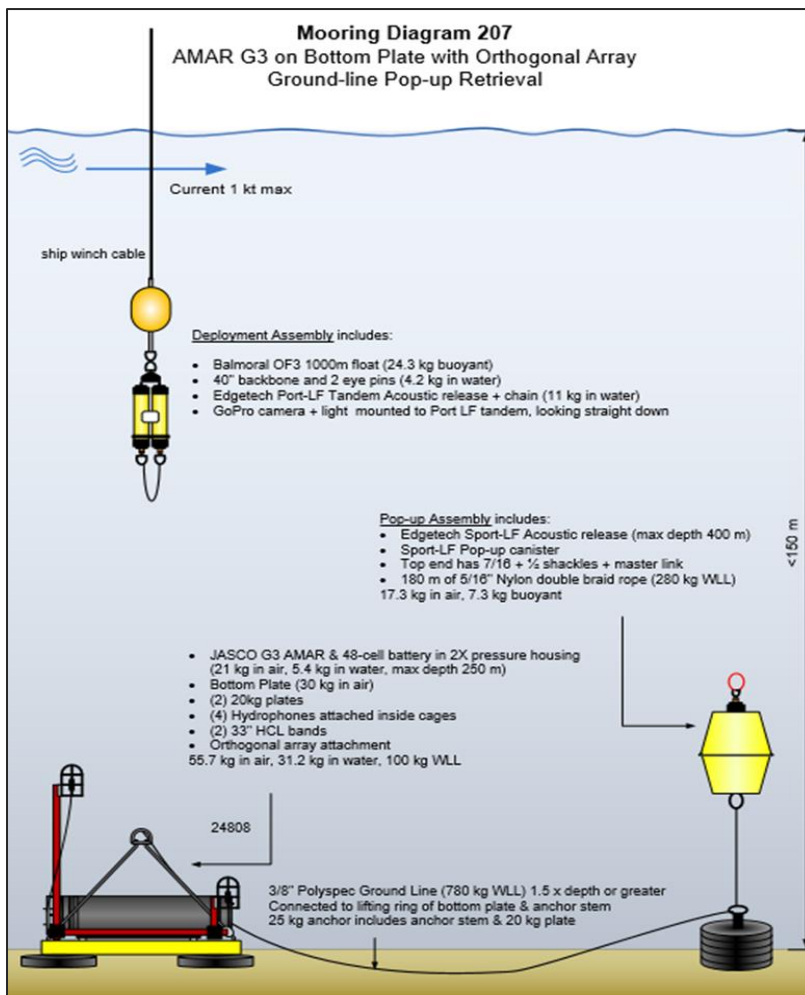 Mooring Diagram 207
AMAR G3 on Bottom Plate with Orthogonal Array
Ground-line Pop-up Retrieval
Current 1 kt max
ship winch cable
Deployment Assembly includes:
• Balmoral OF3 1000m float (24.3 kg buoyant)
• 40" backbone and 2 eye pins (4.2 kg in water)
• Edgetech Port-LF Tandem Acoustic release + chain (11 kg in water)
• GoPro camera + light mounted to Port LF tandem, looking straight down
Pop-up Assembly includes:
• Edgetech Sport-LF Acoustic release (max depth 400 m)
• Sport-LF Pop-up canister
• Top end has 7/16 + ½ shackles + master link
• 180 m of 5/16" Nylon double braid rope (280 kg WLL)
17.3 kg in air, 7.3 kg buoyant
<150 m
• JASCO G3 AMAR & 48-cell battery in 2X pressure housing
(21 kg in air, 5.4 kg in water, max depth 250 m)
• Bottom Plate (30 kg in air)
• (2) 20kg plates
• (4) Hydrophones attached inside cages
• (2) 33" HCL bands
• Orthogonal array attachment
55.7 kg in air, 31.2 kg in water, 100 kg WLL
24808
3/8" Polyspec Ground Line (780 kg WLL) 1.5 x depth or greater
Connected to lifting ring of bottom plate & anchor stem
25 kg anchor includes anchor stem & 20 kg plate